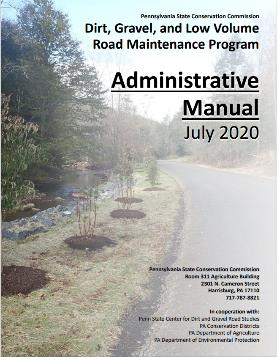 Pennsylvania State Conservation Commission
Dirt, Gravel, and Low Volume
Road Maintenance Program
Administrative
Manual
July 2020
Pennsylvania State Conservation Commission
Room 311 Agriculture Building
2301 N. Cameron Street
Harrisburg, PA 17110
717-787-8821
In cooperation with:
Penn State Center for Dirt and Gravel Road Studies
PA Conservation Districts
PA Department of Agriculture
PA Department of Environmental Protection